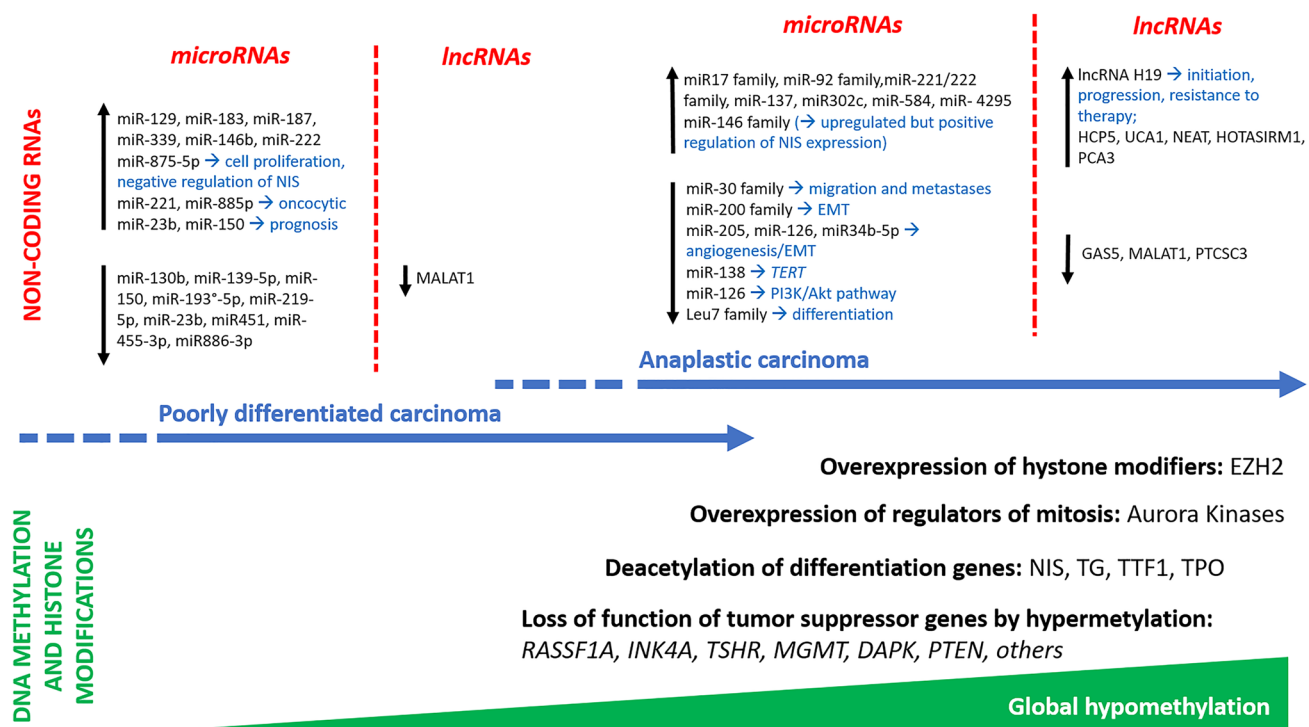 NON-CODING RNAs
microRNAs
lncRNAs
miR-129, miR-183, miR-187,
miR-339, miR-146b, miR-222
miR-875-5p → cell proliferation,
negative regulation of NIS
miR-221, miR-885p → oncocytic
miR-23b, miR-150 → prognosis
miR-130b, miR-139-5p, miR-
150, miR-193°-5p, miR-219-
5p, miR-23b, miR451, miR-
455-3p, miR886-3p
MALAT1
microRNAs
lncRNAs
miR17 family, miR-92 family,miR-221/222
family, miR-137, miR302c, miR-584, miR- 4295
miR-146 family (→ upregulated but positive
regulation of NIS expression)
miR-30 family → migration and metastases
miR-200 family → EMT
miR-205, miR-126, miR34b-5p →
angiogenesis/EMT
miR-138 → TERT
miR-126 → PI3K/Akt pathway
Leu7 family → differentiation
lncRNA H19 → initiation,
progression, resistance to
therapy;
HCP5, UCA1, NEAT, HOTASIRM1,
PCA3
GAS5, MALAT1, PTCSC3
Anaplastic carcinoma
Poorly differentiated carcinoma
DNA METHYLATION
AND HISTONE
MODIFICATIONS
Overexpression of hystone modifiers: EZH2
Overexpression of regulators of mitosis: Aurora Kinases
Deacetylation of differentiation genes: NIS, TG, TTF1, TPO
Loss of function of tumor suppressor genes by hypermetylation:
RASSF1A, INK4A, TSHR, MGMT, DAPK, PTEN, others
Global hypomethylation